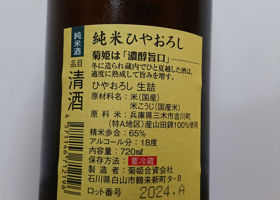 純米酒
品目
清酒
純米ひやおろし
菊姫は「濃醇旨口」
冬に造られ蔵内でひと夏越した酒は、
適度に熟成して旨みを増す。
ひやおろし 生詰
原材料名:米(国産)
米こうじ(国産米)
原料米:兵庫県三木市吉川町
(特A地区)産山田錦100%
精米歩合:65%
アルコール分:18度
内容量:720ml
保存方法:要冷蔵
製造者:菊姫合資会社
石川県白山市鶴来新町タ-8
ロット番号 2024.A